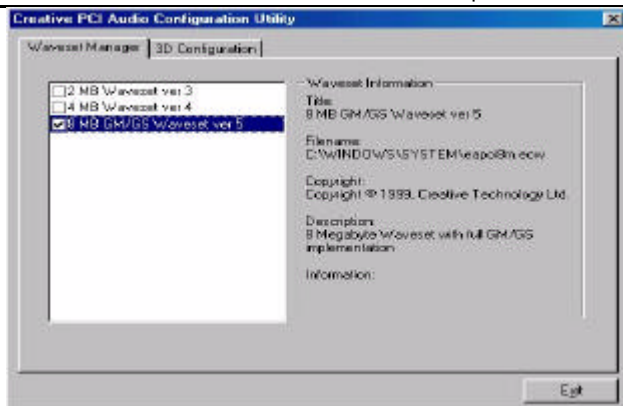 Creative PCI Audio Configuration Utility
Waveset Manager
3D Configuration
2 MB Waveset ver 3
4 MB Waveset ver 4
8 MB GM/GS Waveset ver 5
Waveset Information
Title:
8 MB GM/GS Waveset ver 5
Filename:
C:\WINDOWS\SYSTEM\eapci8m.ecw
Copyright:
Copyright © 1999, Creative Technology Ltd.
Description:
8 Megabyte Waveset with full GM/GS
implementation
Information:
Exit